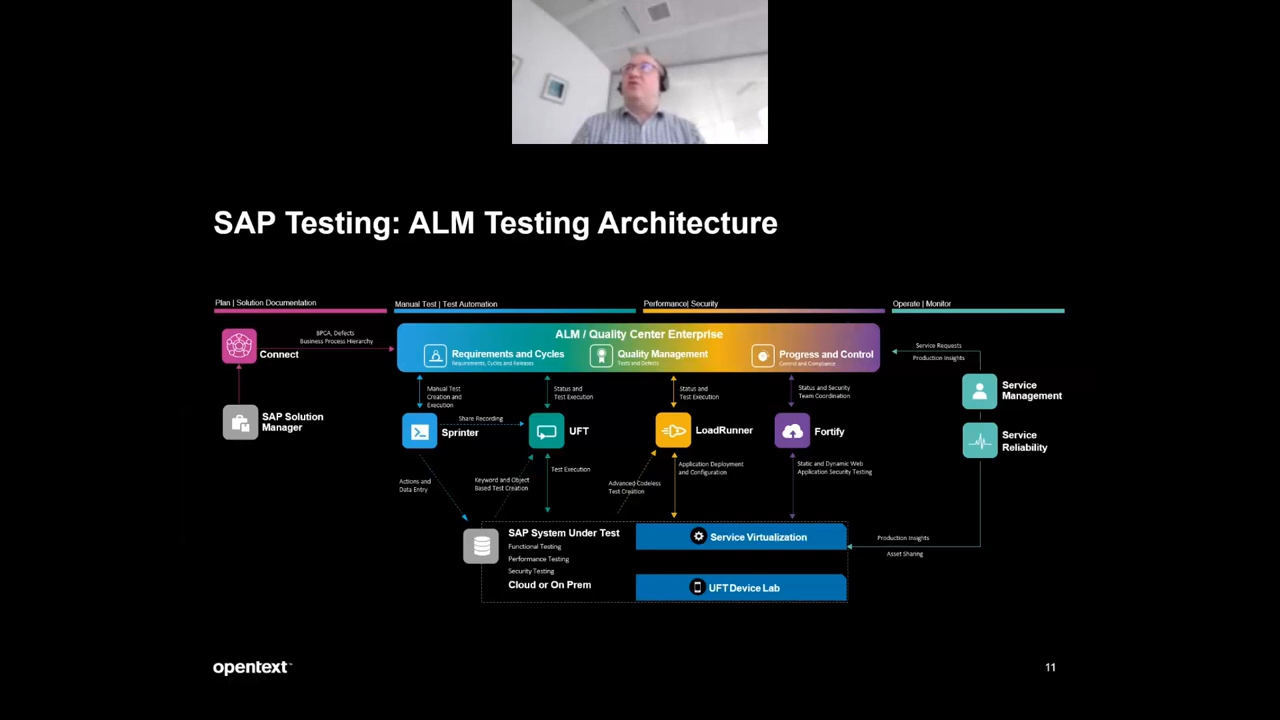 SAP Testing: ALM Testing Architecture
Plan | Solution Documentation
Manual Test | Test Automation
Performance| Security
Operate | Monitor
Connect
BPCA, Defects
Business Process Hierarchy
ALM / Quality Center Enterprise
Requirements and Cycles
Requirements, Cycles and Releases
Quality Management
Tests and Defects
Progress and Control
Control and Compliance
Service Requests
Production Insights
SAP Solution
Manager
Manual Test
Creation and
Execution
Status and
Test Execution
Status and
Test Execution
Status and Security
Team Coordination
Service
Management
Sprinter
Share Recording
UFT
LoadRunner
Fortify
Service
Reliability
Actions and
Data Entry
Keyword and Object
Based Test Creation
Test Execution
Advanced Codeless
Test Creation
Application Deployment
and Configuration
Static and Dynamic Web
Application Security Testing
SAP System Under Test
Functional Testing
Performance Testing
Security Testing
Cloud or On Prem
Service Virtualization
UFT Device Lab
Production Insights
Asset Sharing
opentext™
11